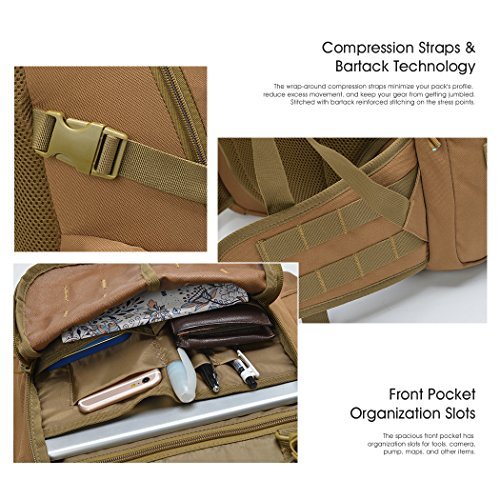 Compression Straps &
Bartack Technology
The wrap-around compression straps minimize your pack's profile,
reduce excess movement, and keep your gear from getting jumbled.
Stitched with bartack reinforced stitching on the stress points.
Front Pocket
Organization Slots
The spacious front pocket has
organization slots for tools, camera,
pump, maps, and other items.